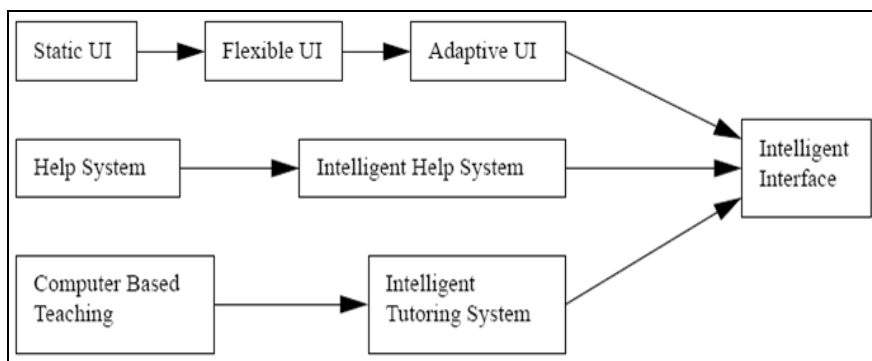 Static UI
Flexible UI
Adaptive UI
Help System
Intelligent Help System
Intelligent
Interface
Computer Based
Teaching
Intelligent
Tutoring System